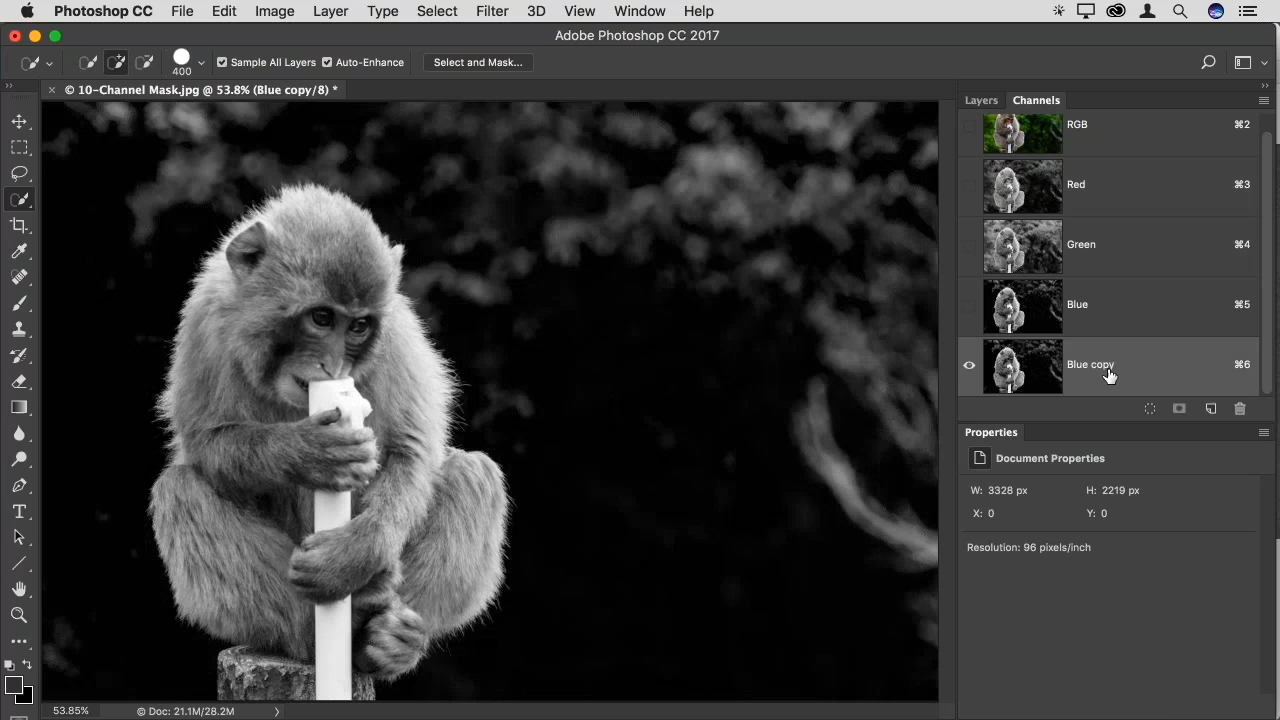 Photoshop CC File Edit Image Layer Type Select Filter 3D View Window Help
Adobe Photoshop CC 2017
400
Sample All Layers
Auto-Enhance
Select and Mask...
© 10-Channel Mask.jpg @ 53.8% (Blue copy/8) *
Layers Channels
RGB ⌘2
Red ⌘3
Green ⌘4
Blue ⌘5
Blue copy ⌘6
Properties
Document Properties
W: 3328 px H: 2219 px
X: 0 Y: 0
Resolution: 96 pixels/inch
53.85% @ Doc: 21.1M/28.2M